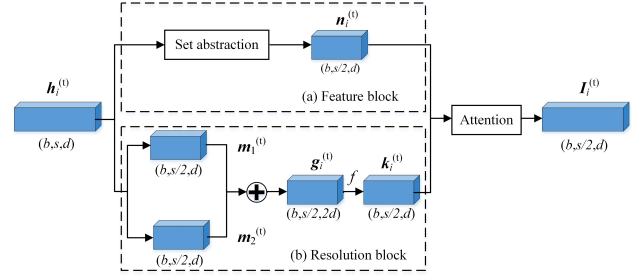 n_i^(t)
Set abstraction
(b,s/2,d)
(a) Feature block
h_i^(t)
(b,s,d)
I_i^(t)
Attention
(b,s/2,d)
m_1^(t)
(b,s/2,d)
g_i^(t)
f
k_i^(t)
(b,s/2,2d)
(b,s/2,d)
m_2^(t)
(b,s/2,d)
(b) Resolution block